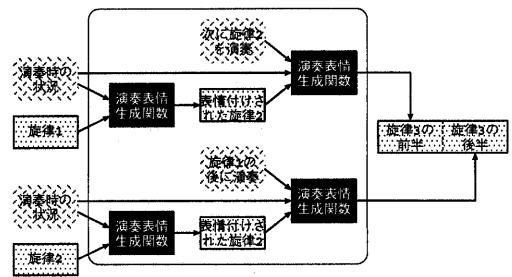 次に旋律2
を演奏
演奏時の
状況
演奏表情
生成関数
演奏表情
生成関数
表情付けさ
れた旋律2
旋律1
旋律3の
前半
旋律3の
後半
旋律1の
後に演奏
演奏時の
状況
演奏表情
生成関数
演奏表情
生成関数
表情付けさ
れた旋律2
旋律2